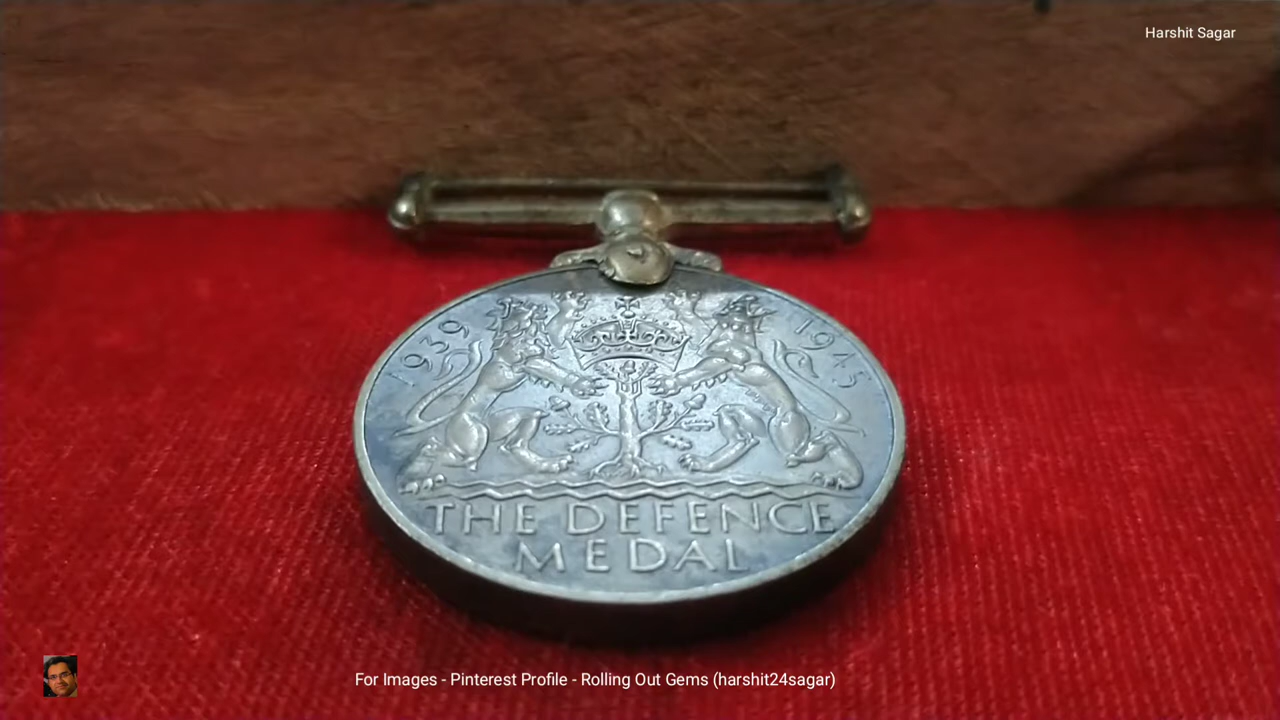 Harshit Sagar
1939 1945
THE DEFENCE
MEDAL
For Images - Pinterest Profile - Rolling Out Gems (harshit24sagar)